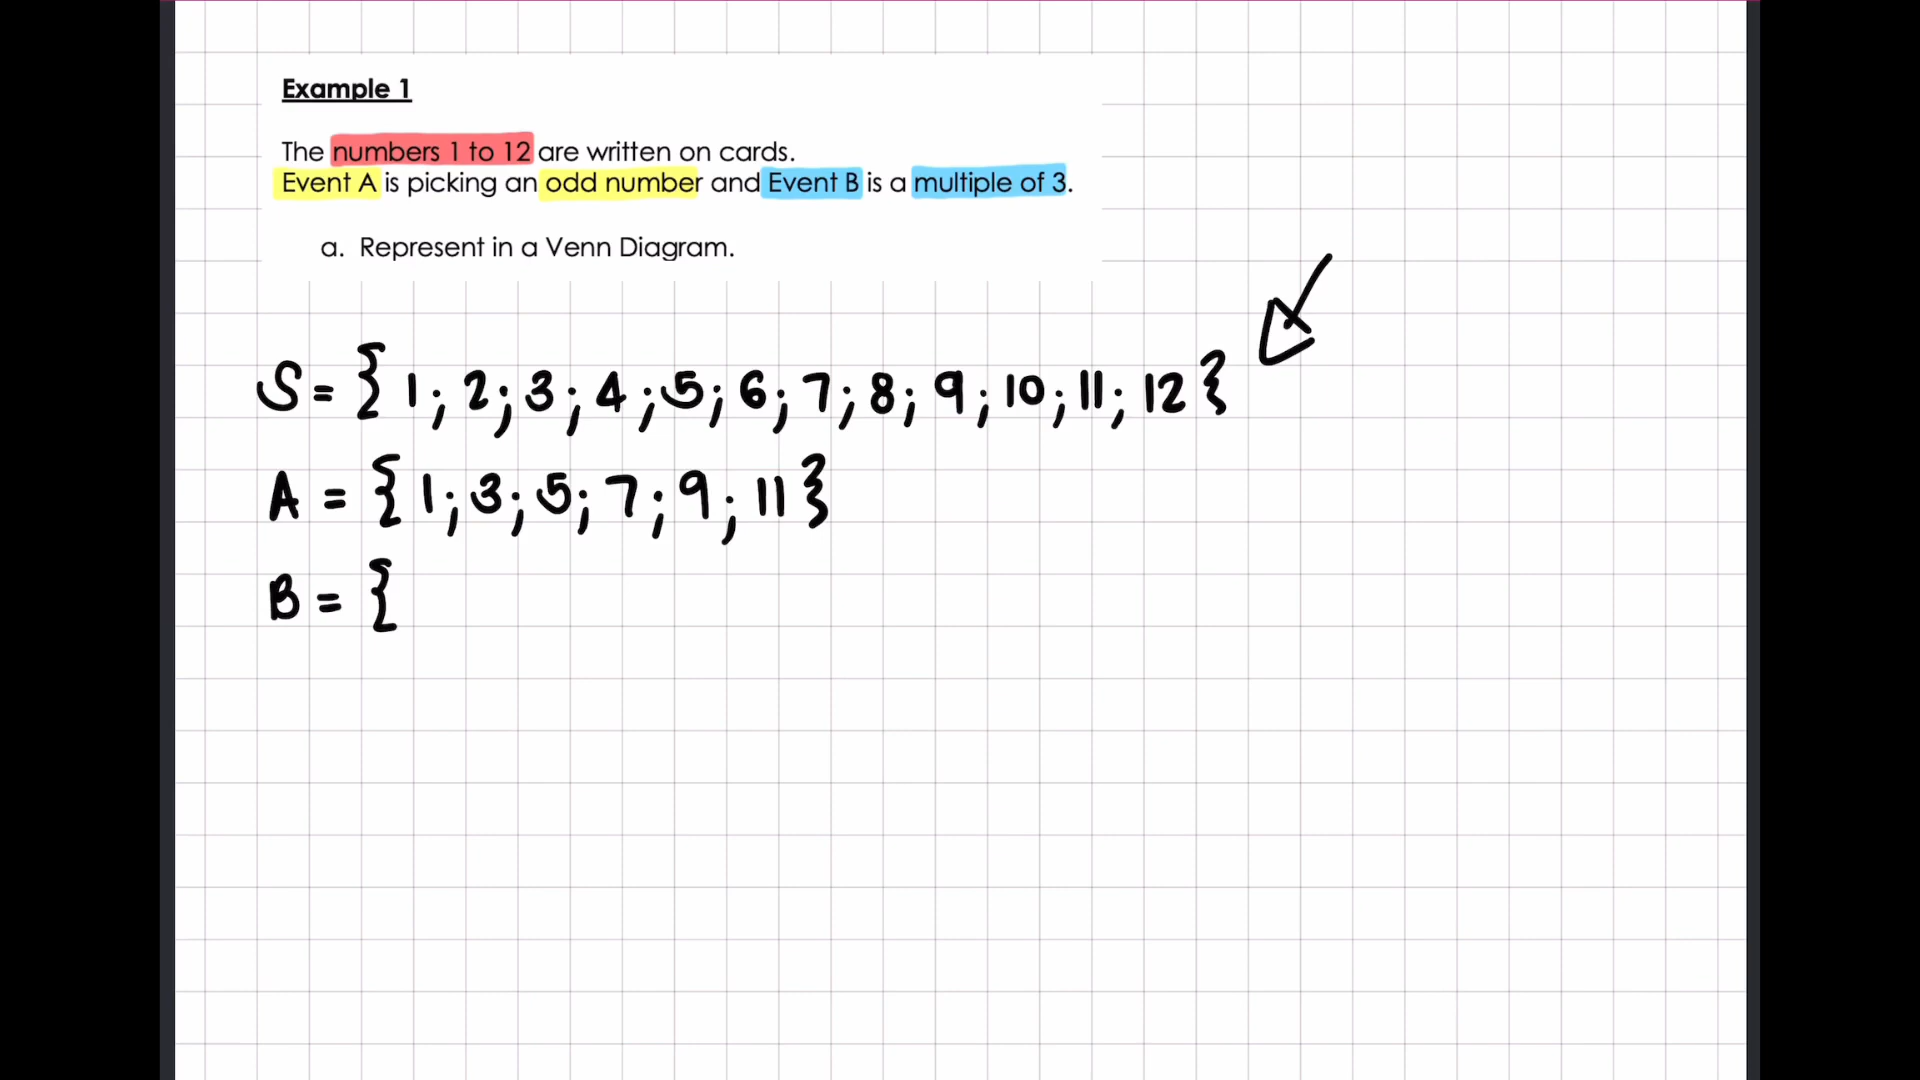 Example 1
The numbers 1 to 12 are written on cards.
Event A is picking an odd number and Event B is a multiple of 3.
a. Represent in a Venn Diagram.
S = { 1; 2; 3; 4; 5; 6; 7; 8; 9; 10; 11; 12 }
A = { 1; 3; 5; 7; 9; 11 }
B = {